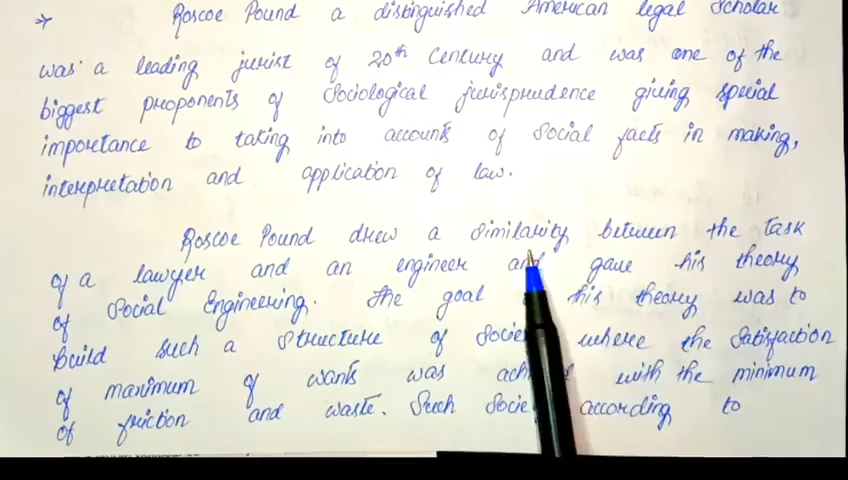 Roscoe Pound a distinguished American legal Scholar
was a leading jurist of 20th Century and was one of the
biggest proponents of Sociological jurisprudence giving special
importance to taking into accounts of Social facts in making,
interpretation and application of law.
Roscoe Pound drew a similarity between the task
of a lawyer and an engineer and gave his theory
of Social Engineering. The goal his theory was to
Build such a Structure of where the Satisfaction
of maximum of wants was with the minimum
of friction and waste. Such according to